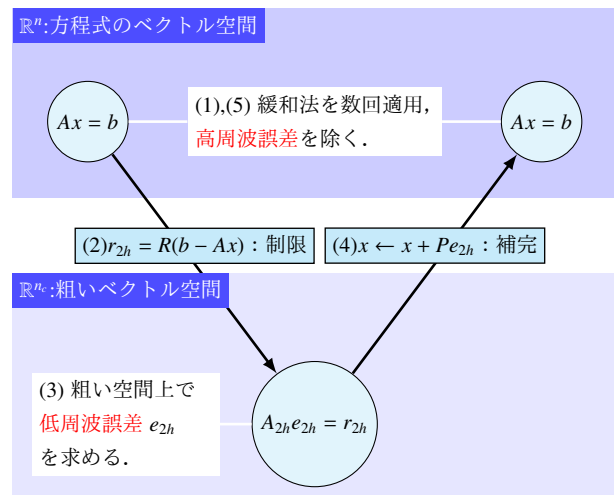 ℝⁿ:方程式のベクトル空間
Ax = b
(1),(5) 緩和法を数回適用,
高周波誤差を除く.
Ax = b
(2)r₂ₕ = R(b − Ax):制限
(4)x ← x + Pe₂ₕ:補完
ℝⁿᶜ:粗いベクトル空間
(3) 粗い空間上で
低周波誤差 e₂ₕ
を求める.
A₂ₕe₂ₕ = r₂ₕ